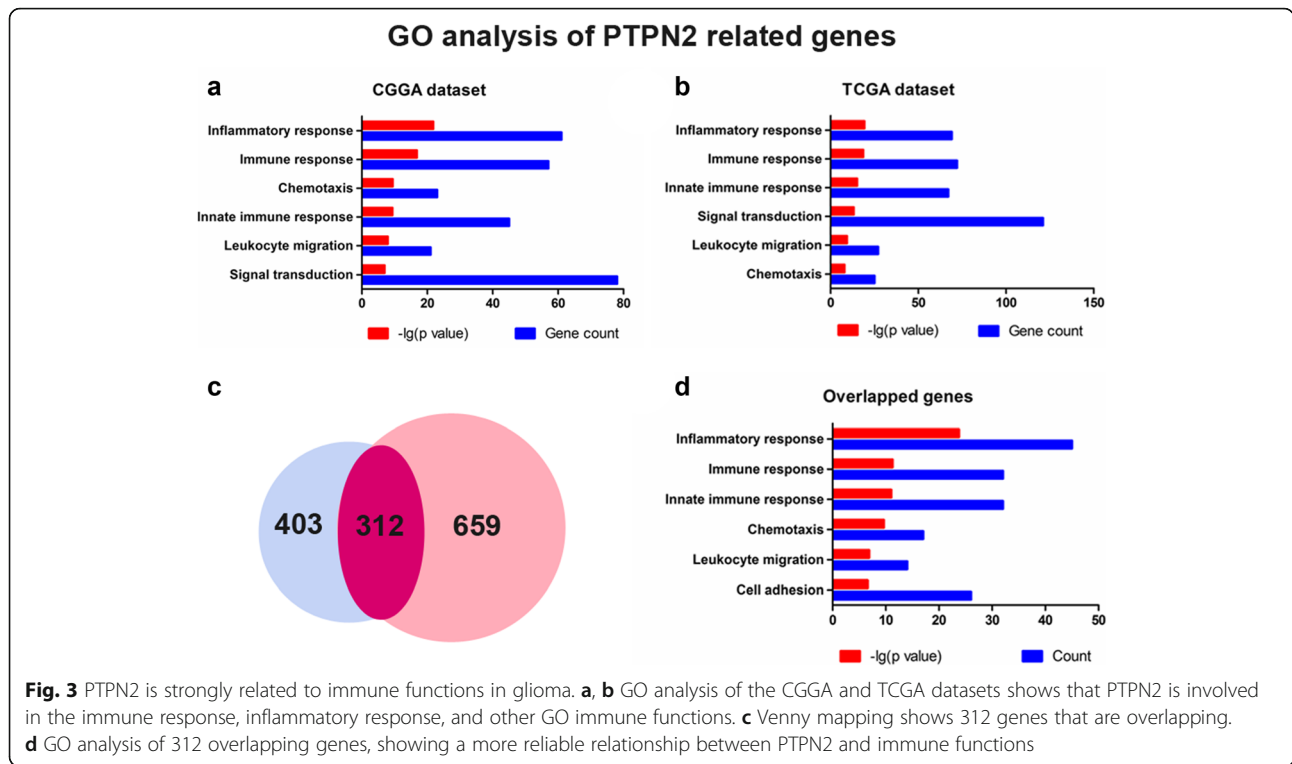 GO analysis of PTPN2 related genes
a
CGGA dataset
Inflammatory response
Immune response
Chemotaxis
Innate immune response
Leukocyte migration
Signal transduction
0 20 40 60 80
-lg(p value) Gene count
b
TCGA dataset
Inflammatory response
Immune response
Innate immune response
Signal transduction
Leukocyte migration
Chemotaxis
0 50 100 150
-lg(p value) Gene count
c
403 312 659
d
Overlapped genes
Inflammatory response
Immune response
Innate immune response
Chemotaxis
Leukocyte migration
Cell adhesion
0 10 20 30 40 50
-lg(p value) Count
Fig. 3 PTPN2 is strongly related to immune functions in glioma. a, b GO analysis of the CGGA and TCGA datasets shows that PTPN2 is involved
in the immune response, inflammatory response, and other GO immune functions. c Venny mapping shows 312 genes that are overlapping.
d GO analysis of 312 overlapping genes, showing a more reliable relationship between PTPN2 and immune functions